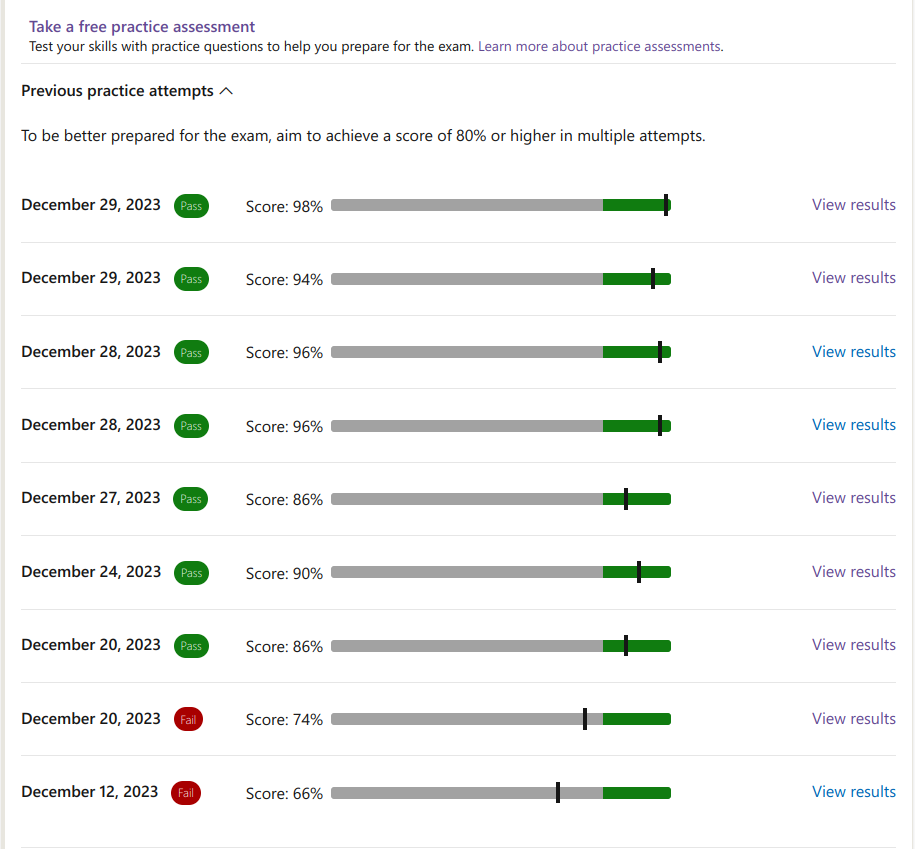 Take a free practice assessment
Test your skills with practice questions to help you prepare for the exam. Learn more about practice assessments.
Previous practice attempts
To be better prepared for the exam, aim to achieve a score of 80% or higher in multiple attempts.
December 29, 2023 Pass Score: 98% View results
December 29, 2023 Pass Score: 94% View results
December 28, 2023 Pass Score: 96% View results
December 28, 2023 Pass Score: 96% View results
December 27, 2023 Pass Score: 86% View results
December 24, 2023 Pass Score: 90% View results
December 20, 2023 Pass Score: 86% View results
December 20, 2023 Fail Score: 74% View results
December 12, 2023 Fail Score: 66% View results